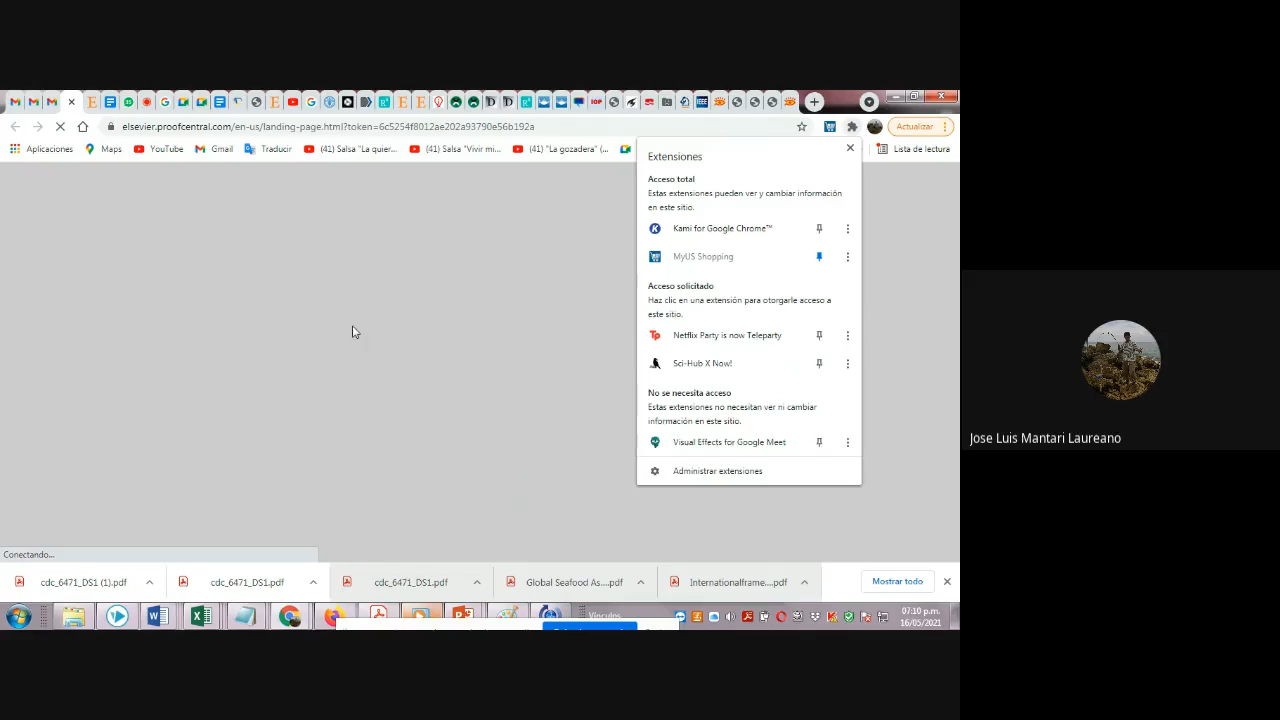 elsevier.proofcentral.com/en-us/landing-page.html?token=6c5254f8012ae202a93790e56b192a
Actualizar
Aplicaciones
Maps
YouTube
Gmail
Traducir
(41) Salsa "La quier...
(41) Salsa "Vivir mi...
(41) "La gozadera" (...
Lista de lectura
Extensiones
Acceso total
Estas extensiones pueden ver y cambiar información
en este sitio.
Kami for Google Chrome™
MyUS Shopping
Acceso solicitado
Haz clic en una extensión para otorgarle acceso a
este sitio.
Netflix Party is now Teleparty
Sci-Hub X Now!
No se necesita acceso
Estas extensiones no necesitan ver ni cambiar
información en este sitio.
Visual Effects for Google Meet
Administrar extensiones
Jose Luis Mantari Laureano
Conectando...
cdc_6471_DS1 (1).pdf
cdc_6471_DS1.pdf
cdc_6471_DS1.pdf
Global Seafood As....pdf
Internationalframe....pdf
Mostrar todo
Vínculos
07:10 p.m.
16/05/2021